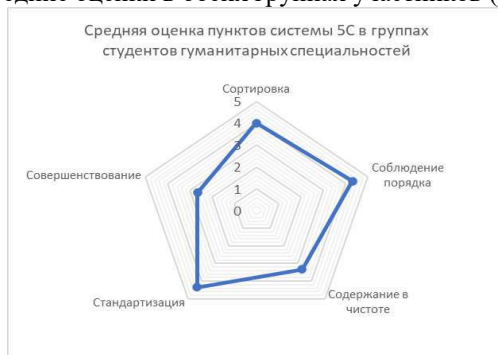 Средняя оценка пунктов системы 5С в группах
студентов гуманитарных специальностей
Сортировка
5
4
3
2
1
0
Соблюдение
порядка
Совершенствование
Стандартизация
Содержание в
чистоте